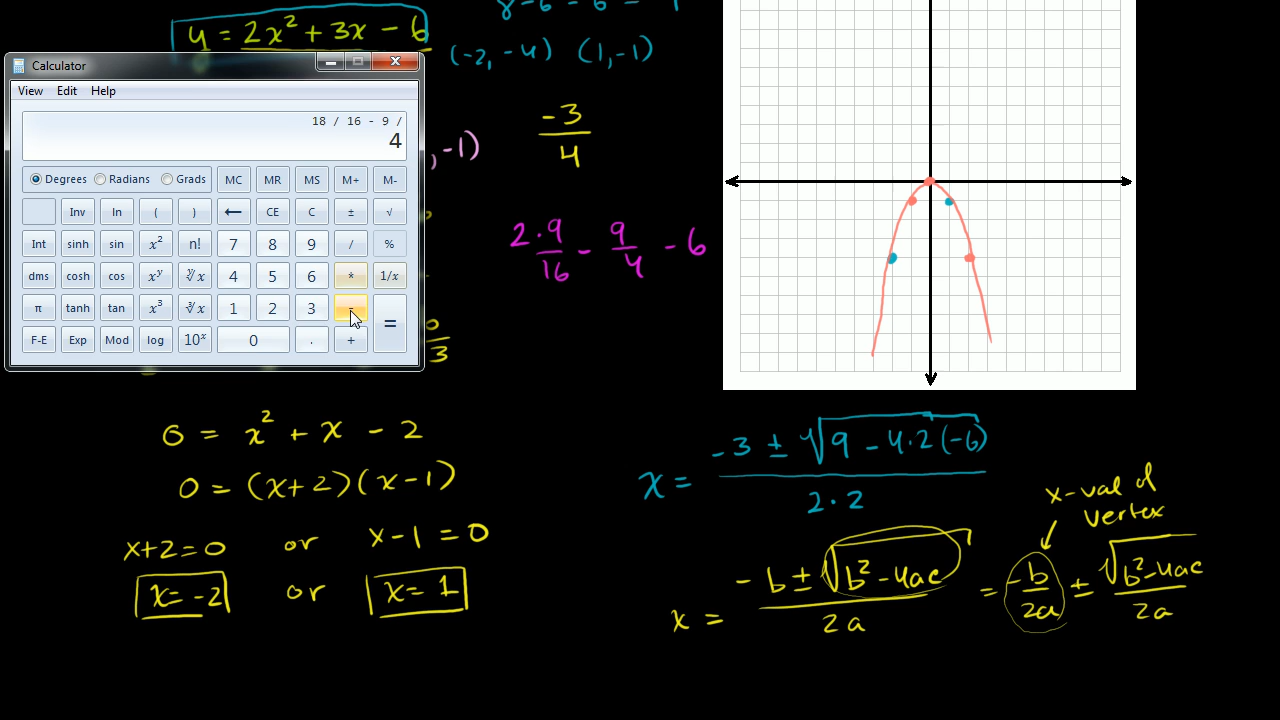 y = 2x² + 3x - 6
(-2, -4) (1, -1)
Calculator
View Edit Help
18 / 16 - 9 /
4
Degrees Radians Grads MC MR MS M+ M-
Inv ln ( ) ← CE C ± √
Int sinh sin x² n! 7 8 9 / %
dms cosh cos xʸ ʸ√x 4 5 6 * 1/x
π tanh tan x³ ³√x 1 2 3 - =
F-E Exp Mod log 10ˣ 0 . +
, -1)
-3/4
2·9/16 - 9/4 - 6
0 = x² + x - 2
0 = (x+2)(x-1)
x+2=0 or x-1=0
x=-2 or x=1
x = (-3 ± √(9 - 4·2(-6)))/(2·2)
x-val of
vertex
x = (-b ± √(b²-4ac))/(2a) = -b/2a ± √(b²-4ac)/2a